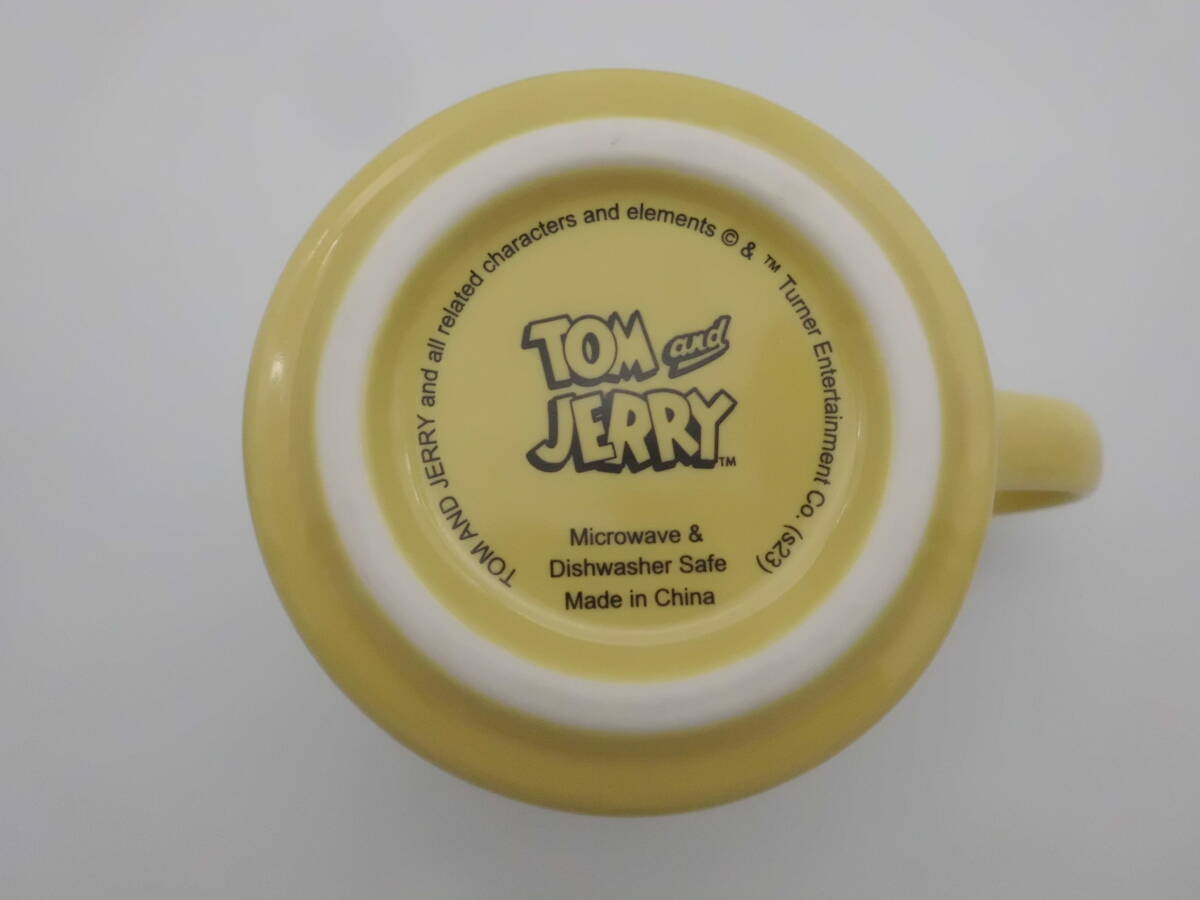 TOM AND JERRY and all related characters and elements © & ™ Turner Entertainment Co. (s23)
TOM and
JERRY™
Microwave &
Dishwasher Safe
Made in China